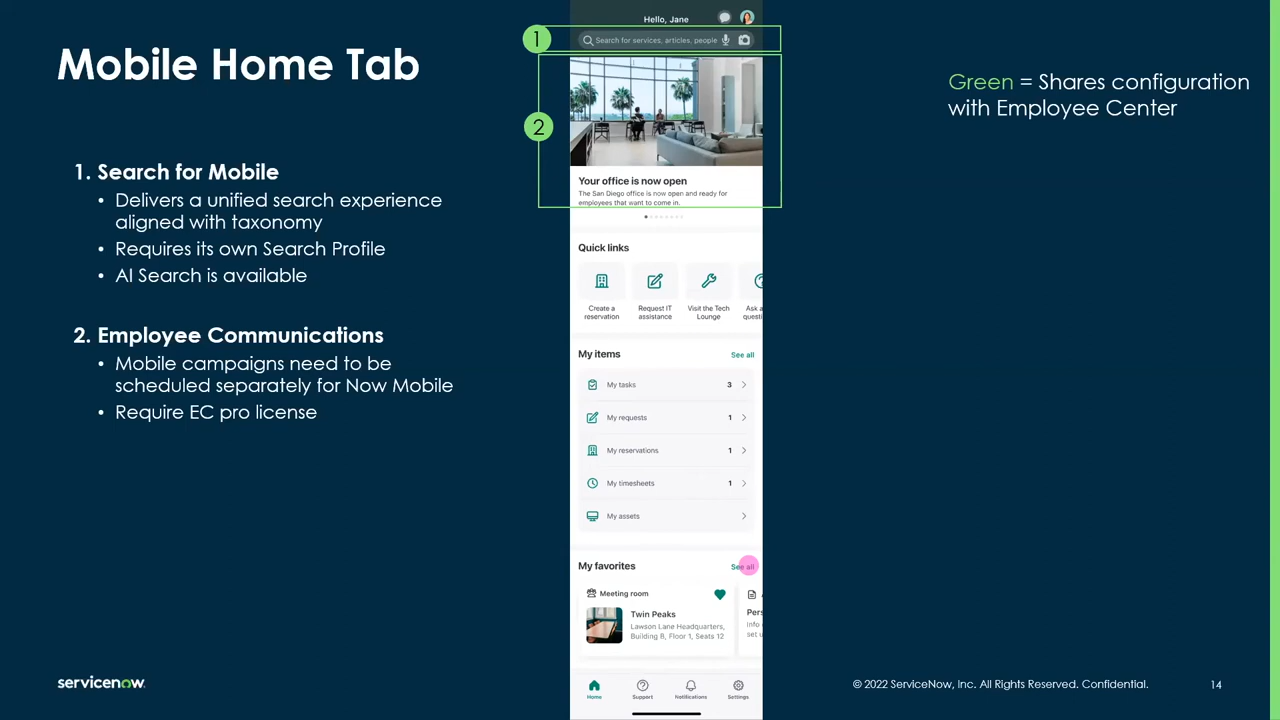 Mobile Home Tab
1. Search for Mobile
• Delivers a unified search experience
aligned with taxonomy
• Requires its own Search Profile
• AI Search is available
2. Employee Communications
• Mobile campaigns need to be
scheduled separately for Now Mobile
• Require EC pro license
servicenow
1
2
Hello, Jane
Search for services, articles, people
Your office is now open
The San Diego office is now open and ready for
employees that want to come in.
Quick links
Create a
reservation
Request IT
assistance
Visit the Tech
Lounge
Ask a
questi
My items
See all
My tasks 3
My requests 1
My reservations 1
My timesheets 1
My assets
My favorites
See all
Meeting room
Twin Peaks
Lawson Lane Headquarters,
Building B, Floor 1, Seats 12
Pers
set u
Home
Support
Notifications
Settings
Green = Shares configuration
with Employee Center
© 2022 ServiceNow, Inc. All Rights Reserved. Confidential.
14